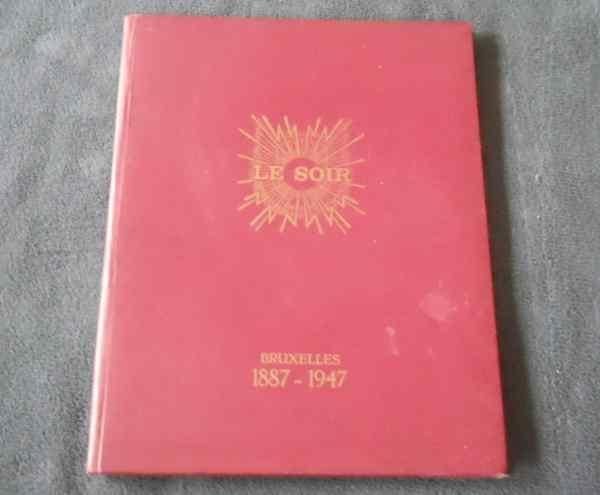 LE SOIR
BRUXELLES
1887 - 1947